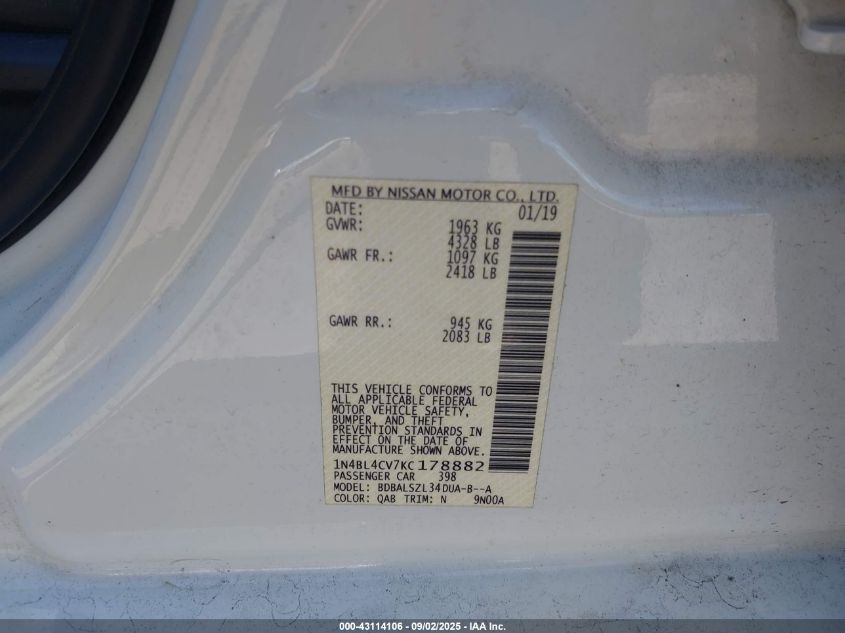 MFD BY NISSAN MOTOR CO., LTD.
DATE: 01/19
GVWR: 1963 KG
4328 LB
GAWR FR.: 1097 KG
2418 LB
GAWR RR.: 945 KG
2083 LB
THIS VEHICLE CONFORMS TO
ALL APPLICABLE FEDERAL
MOTOR VEHICLE SAFETY,
BUMPER, AND THEFT
PREVENTION STANDARDS IN
EFFECT ON THE DATE OF
MANUFACTURE SHOWN ABOVE.
1N4BL4CV7KC178882
PASSENGER CAR 398
MODEL: BDBALSZL34DUA-B--A
COLOR: QAB TRIM: N 9N00A
000-43114106 - 09/02/2025 - IAA Inc.